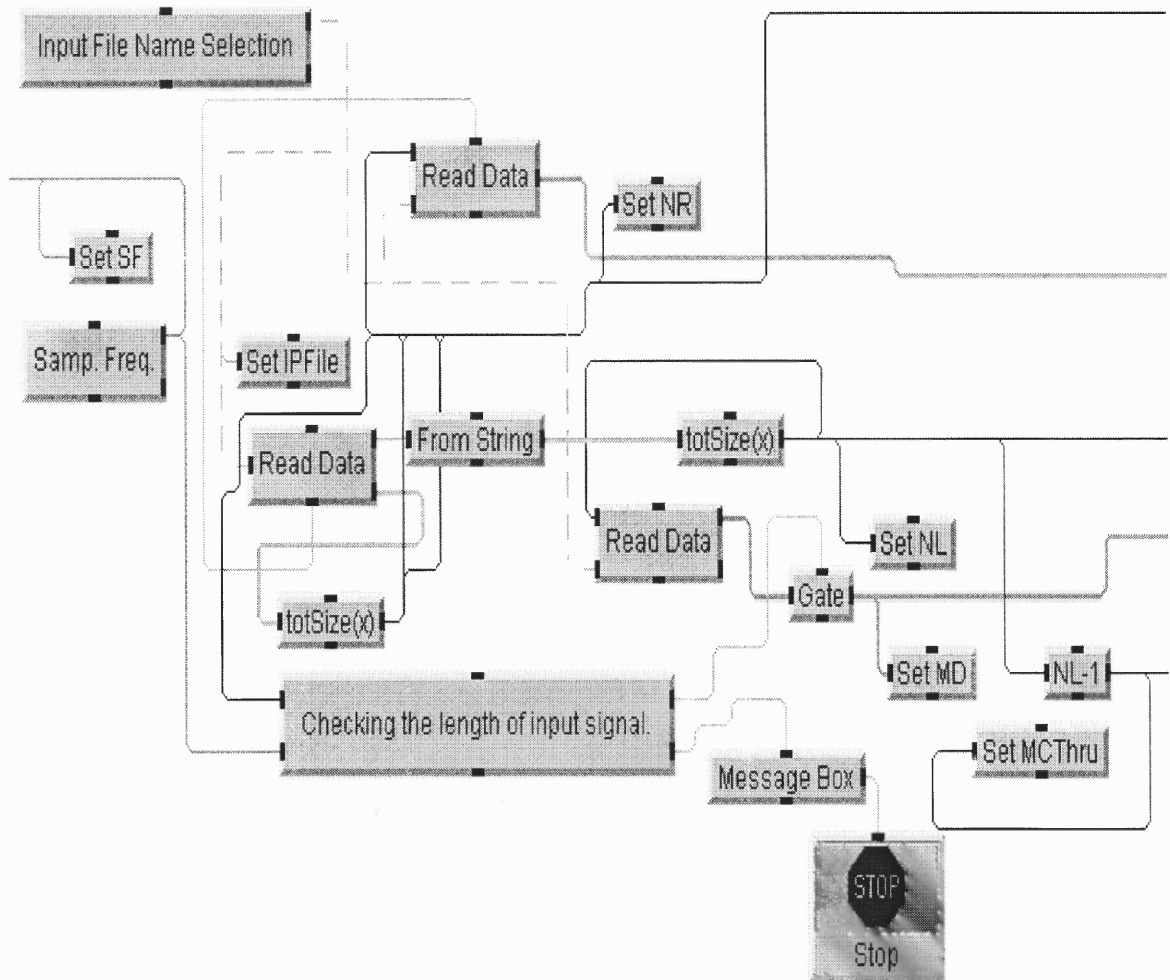 Input File Name Selection
Read Data
Set NR
Set SF
Samp. Freq.
Set IPFile
From String
totSize(x)
Read Data
Read Data
Set NL
Gate
totSize(x)
Set MD
NL-1
Checking the length of input signal.
Set MCThru
Message Box
STOP
Stop